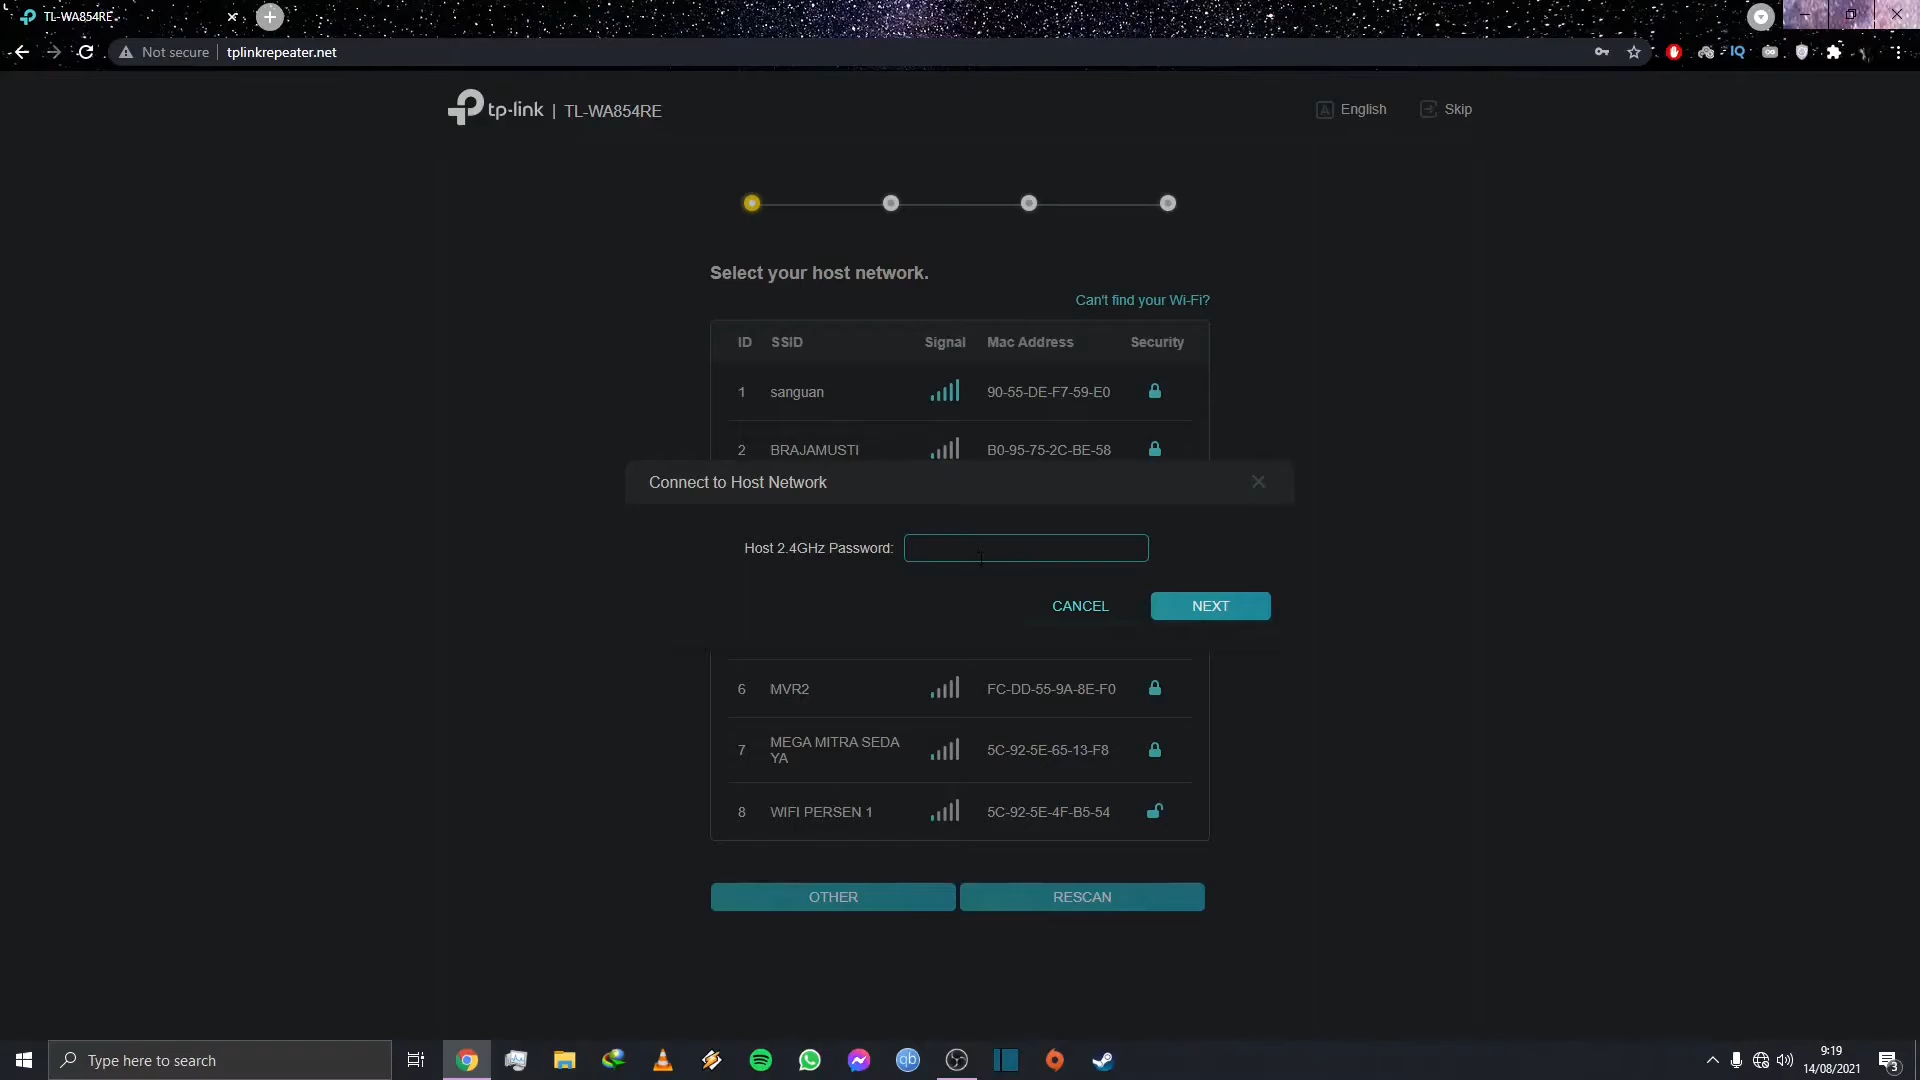 TL-WA854RE
Not secure tplinkrepeater.net
IQ
tp-link | TL-WA854RE
A English Skip
Select your host network.
Can't find your Wi-Fi?
ID SSID Signal Mac Address Security
1 sanguan 90-55-DE-F7-59-E0
2 BRAJAMUSTI B0-95-75-2C-BE-58
Connect to Host Network
Host 2.4GHz Password:
CANCEL NEXT
6 MVR2 FC-DD-55-9A-8E-F0
7 MEGA MITRA SEDA
YA 5C-92-5E-65-13-F8
8 WIFI PERSEN 1 5C-92-5E-4F-B5-54
OTHER RESCAN
Type here to search
qb
9:19
14/08/2021
3